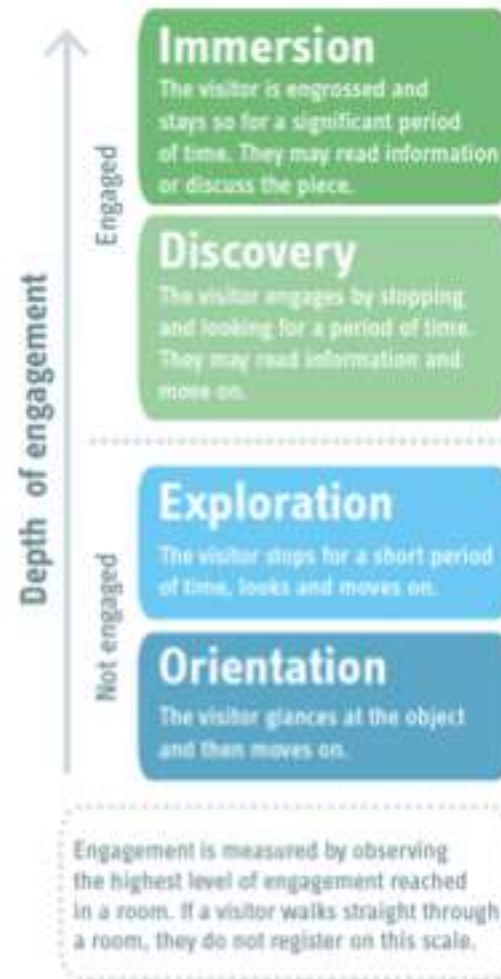 Immersion
The visitor is engrossed and
stays so for a significant period
of time. They may read information
or discuss the piece.
Discovery
The visitor engages by stopping
and looking for a period of time.
They may read information and
move on.
Exploration
The visitor stops for a short period
of time, looks and moves on.
Orientation
The visitor glances at the object
and then moves on.
Depth of engagement
Engaged
Not engaged
Engagement is measured by observing
the highest level of engagement reached
in a room. If a visitor walks straight through
a room, they do not register on this scale.